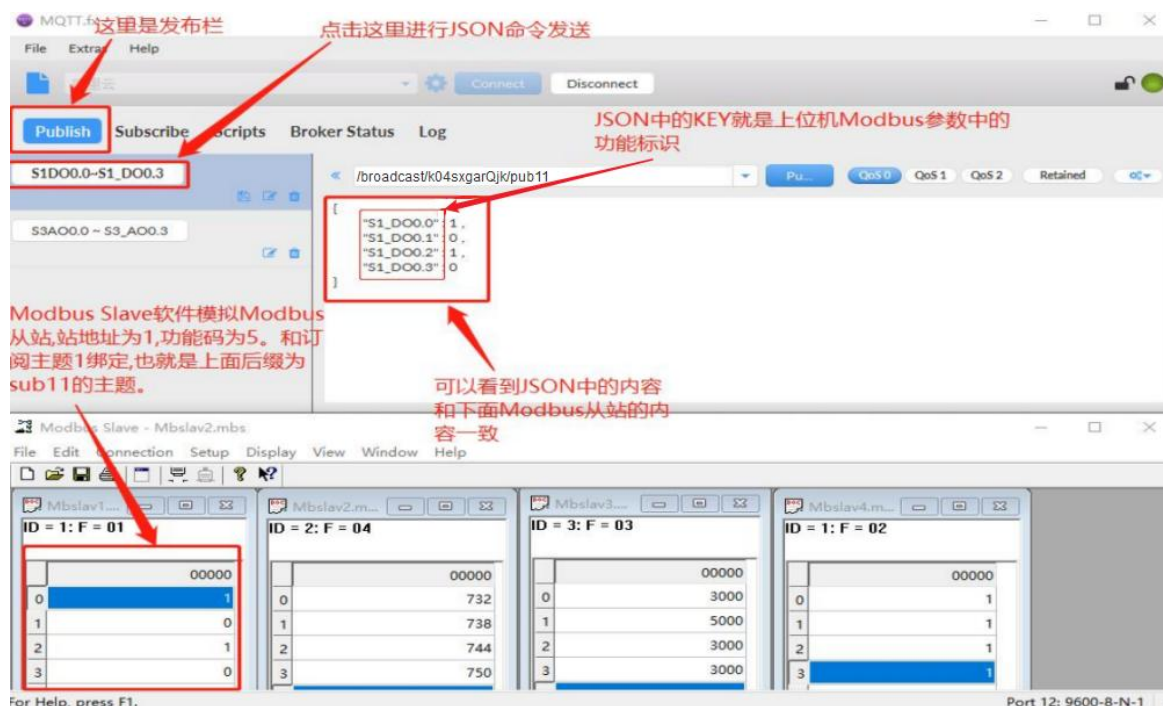 MQTT.fx
这里是发布栏
点击这里进行JSON命令发送
File Extras Help
Connect Disconnect
JSON中的KEY就是上位机Modbus参数中的
功能标识
Publish Subscribe Scripts Broker Status Log
S1DO0.0~S1_DO0.3
/broadcast/k04sxgarQjk/pub11
Pu... QoS 0 QoS 1 QoS 2 Retained
S3AO0.0 ~ S3_AO0.3
{
"S1_DO0.0": 1 ,
"S1_DO0.1": 0 ,
"S1_DO0.2": 1 ,
"S1_DO0.3": 0
}
Modbus Slave软件模拟Modbus
从站,站地址为1,功能码为5。和订
阅主题1绑定,也就是上面后缀为
sub11的主题。
可以看到JSON中的内容
和下面Modbus从站的内
容一致
Modbus Slave - Mbslav2.mbs
File Edit Connection Setup Display View Window Help
Mbslav1.... Mbslav2.m... Mbslav3.... Mbslav4.m...
ID = 1: F = 01 ID = 2: F = 04 ID = 3: F = 03 ID = 1: F = 02
00000 00000 00000 00000
0 1 0 732 0 3000 0 1
1 0 1 738 1 5000 1 1
2 1 2 744 2 3000 2 1
3 0 3 750 3 3000 3 1
For Help, press F1. Port 12: 9600-8-N-1